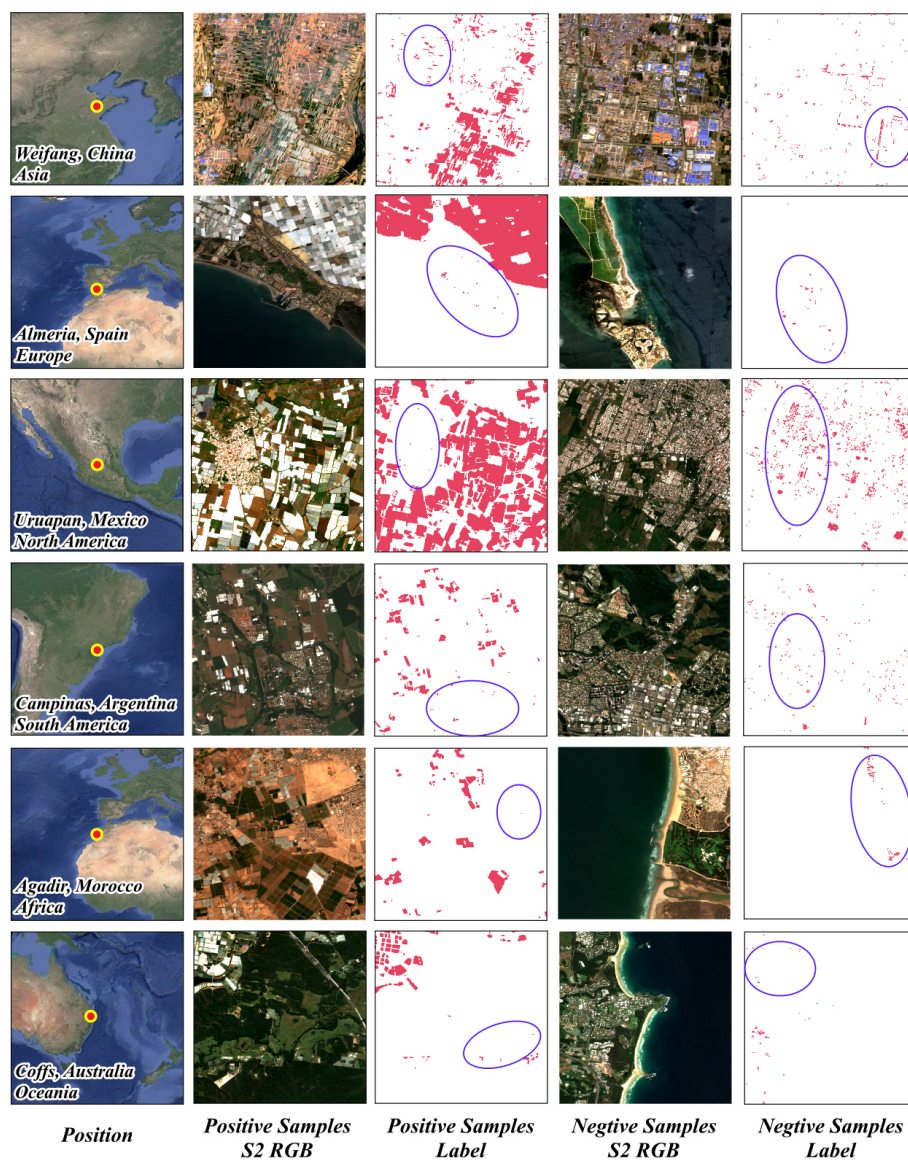 Weifang, China
Asia
Almeria, Spain
Europe
Uruapan, Mexico
North America
Campinas, Argentina
South America
Agadir, Morocco
Africa
Coffs, Australia
Oceania
Position
Positive Samples
S2 RGB
Positive Samples
Label
Negtive Samples
S2 RGB
Negtive Samples
Label